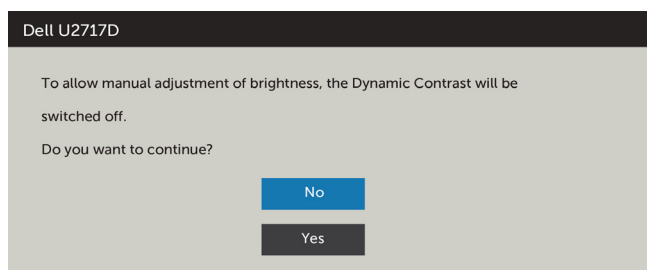 Dell U2717D
To allow manual adjustment of brightness, the Dynamic Contrast will be
switched off.
Do you want to continue?
No
Yes